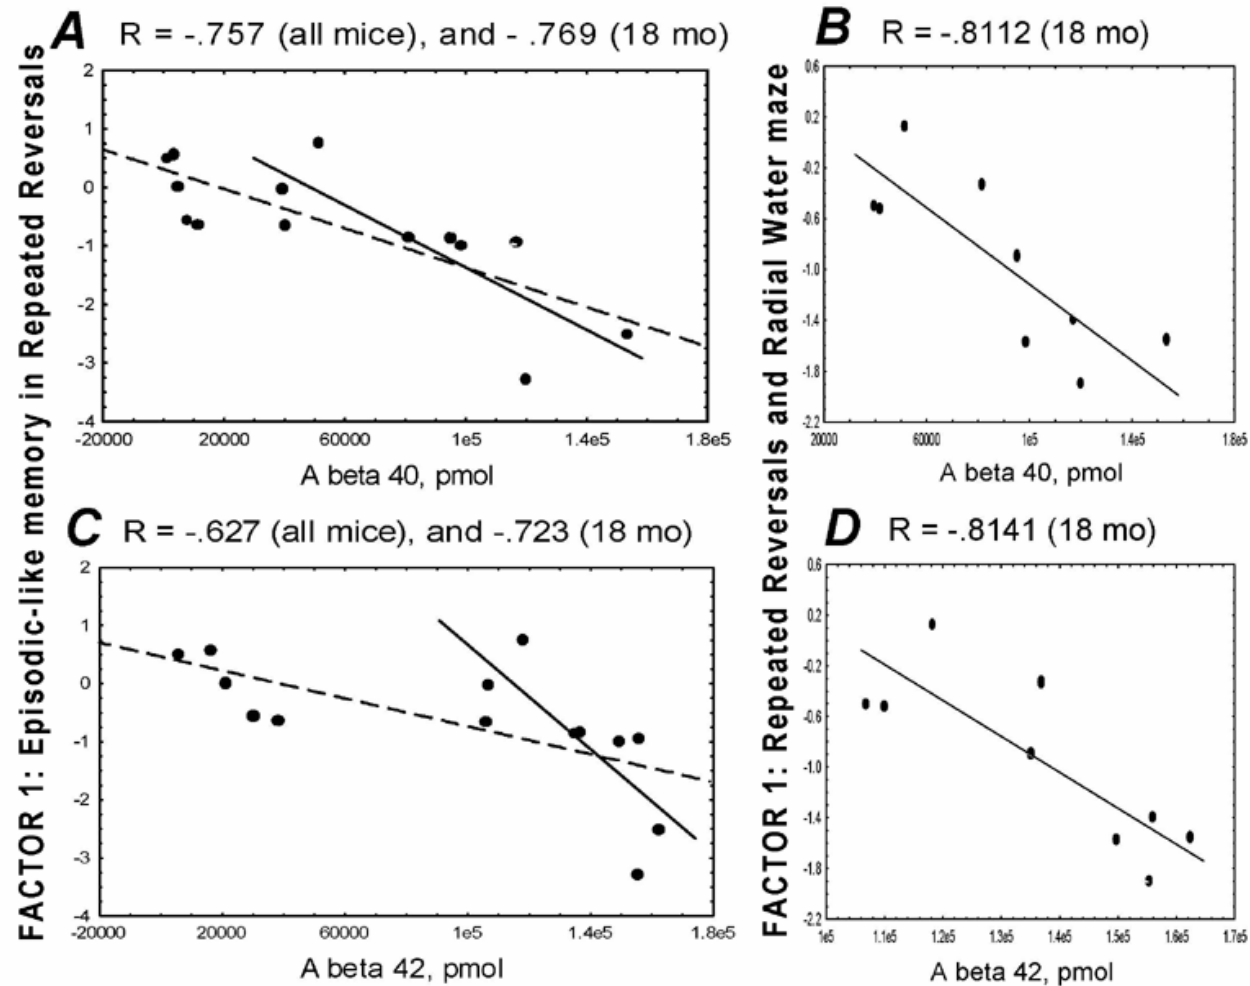 A R = -.757 (all mice), and - .769 (18 mo)
B R = -.8112 (18 mo)
FACTOR 1: Episodic-like memory in Repeated Reversals
2
1
0
-1
-2
-3
-4
-20000 20000 60000 1e5 1.4e5 1.8e5
A beta 40, pmol
FACTOR 1: Repeated Reversals and Radial Water maze
0.6
0.2
-0.2
-0.6
-1.0
-1.4
-1.8
-2.2
20000 60000 1e5 1.4e5 1.8e5
A beta 40, pmol
C R = -.627 (all mice), and -.723 (18 mo)
2
1
0
-1
-2
-3
-4
-20000 20000 60000 1e5 1.4e5 1.8e5
A beta 42, pmol
D R = -.8141 (18 mo)
0.6
0.2
-0.2
-0.6
-1.0
-1.4
-1.8
-2.2
1e5 1.1e5 1.2e5 1.3e5 1.4e5 1.5e5 1.6e5 1.7e5
A beta 42, pmol